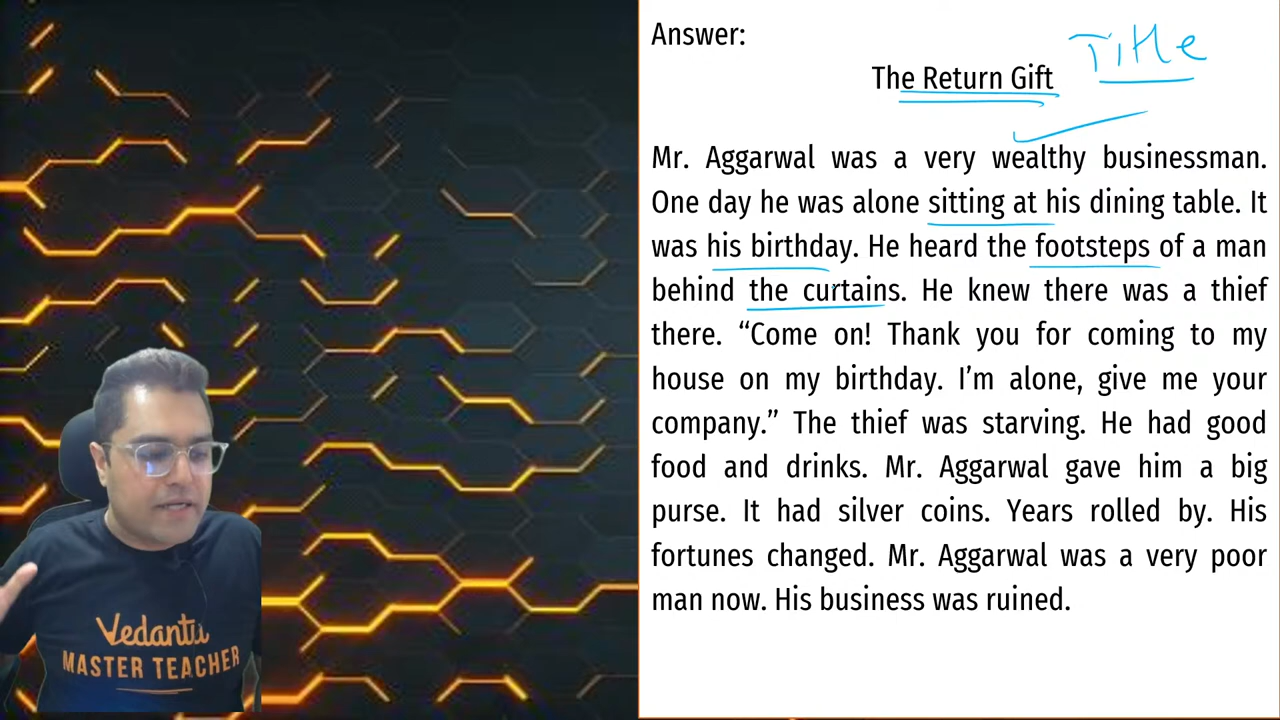 Answer:
Title
The Return Gift
Mr. Aggarwal was a very wealthy businessman.
One day he was alone sitting at his dining table. It
was his birthday. He heard the footsteps of a man
behind the curtains. He knew there was a thief
there. “Come on! Thank you for coming to my
house on my birthday. I’m alone, give me your
company.” The thief was starving. He had good
food and drinks. Mr. Aggarwal gave him a big
purse. It had silver coins. Years rolled by. His
fortunes changed. Mr. Aggarwal was a very poor
man now. His business was ruined.
Vedantu
MASTER TEACHER